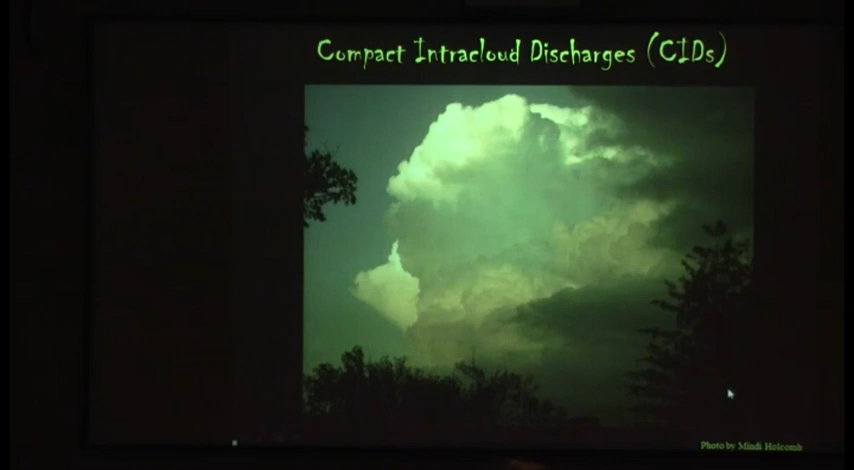 Compact Intracloud Discharges (CIDs)
Photo by Mindi Holcomb